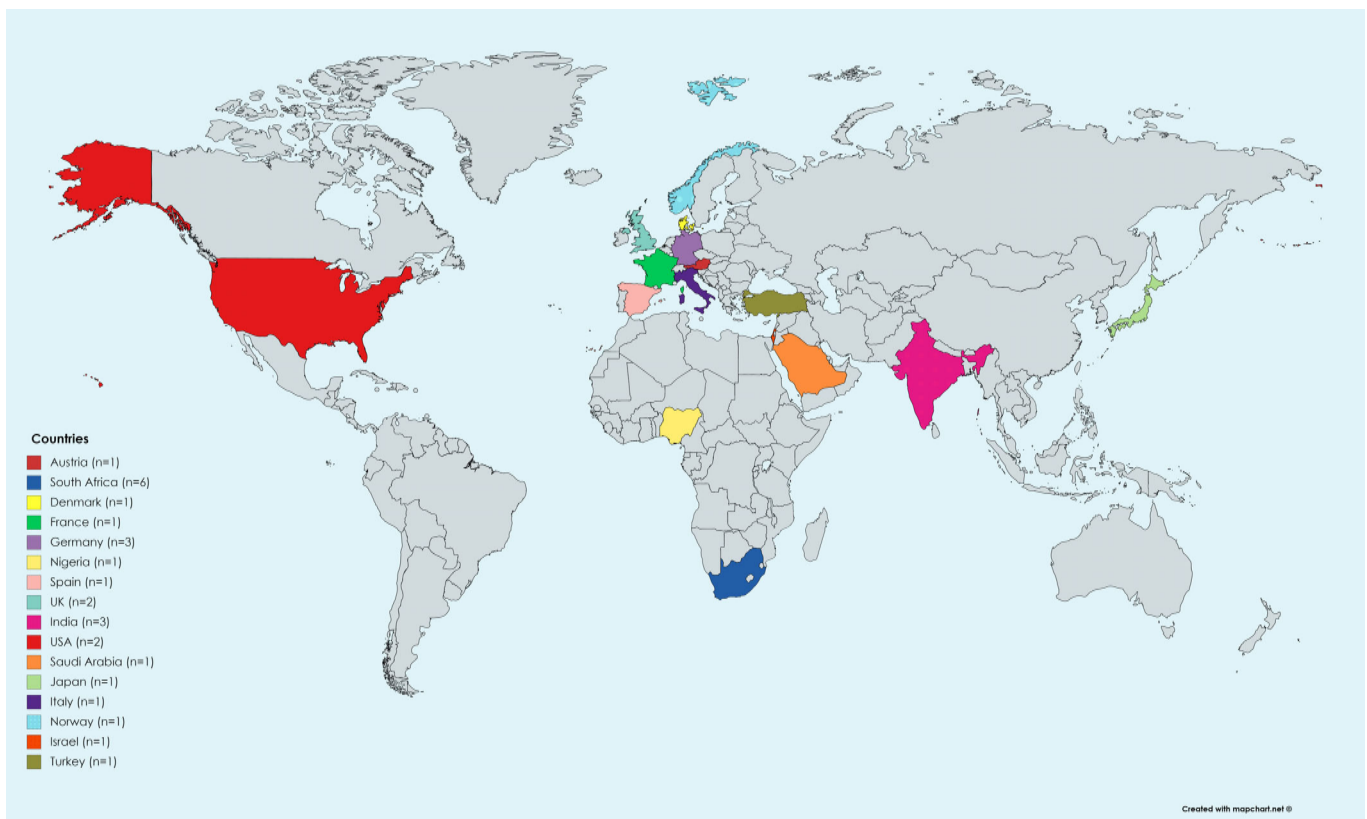 Countries
Austria (n=1)
South Africa (n=6)
Denmark (n=1)
France (n=1)
Germany (n=3)
Nigeria (n=1)
Spain (n=1)
UK (n=2)
India (n=3)
USA (n=2)
Saudi Arabia (n=1)
Japan (n=1)
Italy (n=1)
Norway (n=1)
Israel (n=1)
Turkey (n=1)
Created with mapchart.net ©